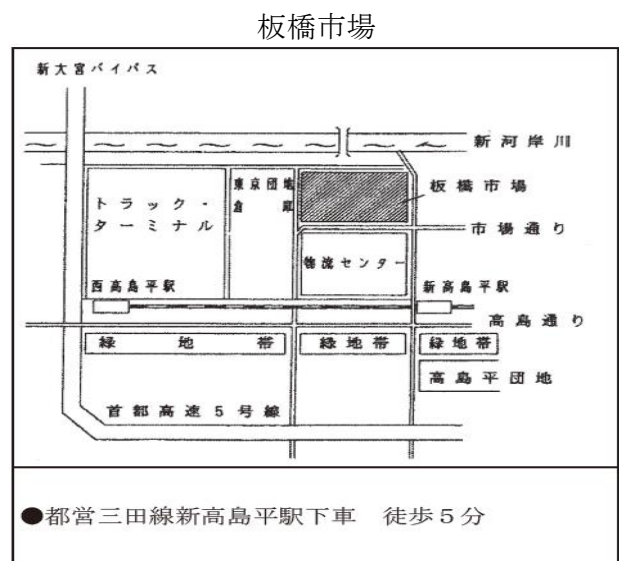 板橋市場
新大宮バイパス
新河岸川
東京団地
倉庫
板橋市場
トラック・
ターミナル
市場通り
物流センター
西高島平駅
新高島平駅
高島通り
緑地帯
緑地帯
緑地帯
高島平団地
首都高速5号線
●都営三田線新高島平駅下車　徒歩5分